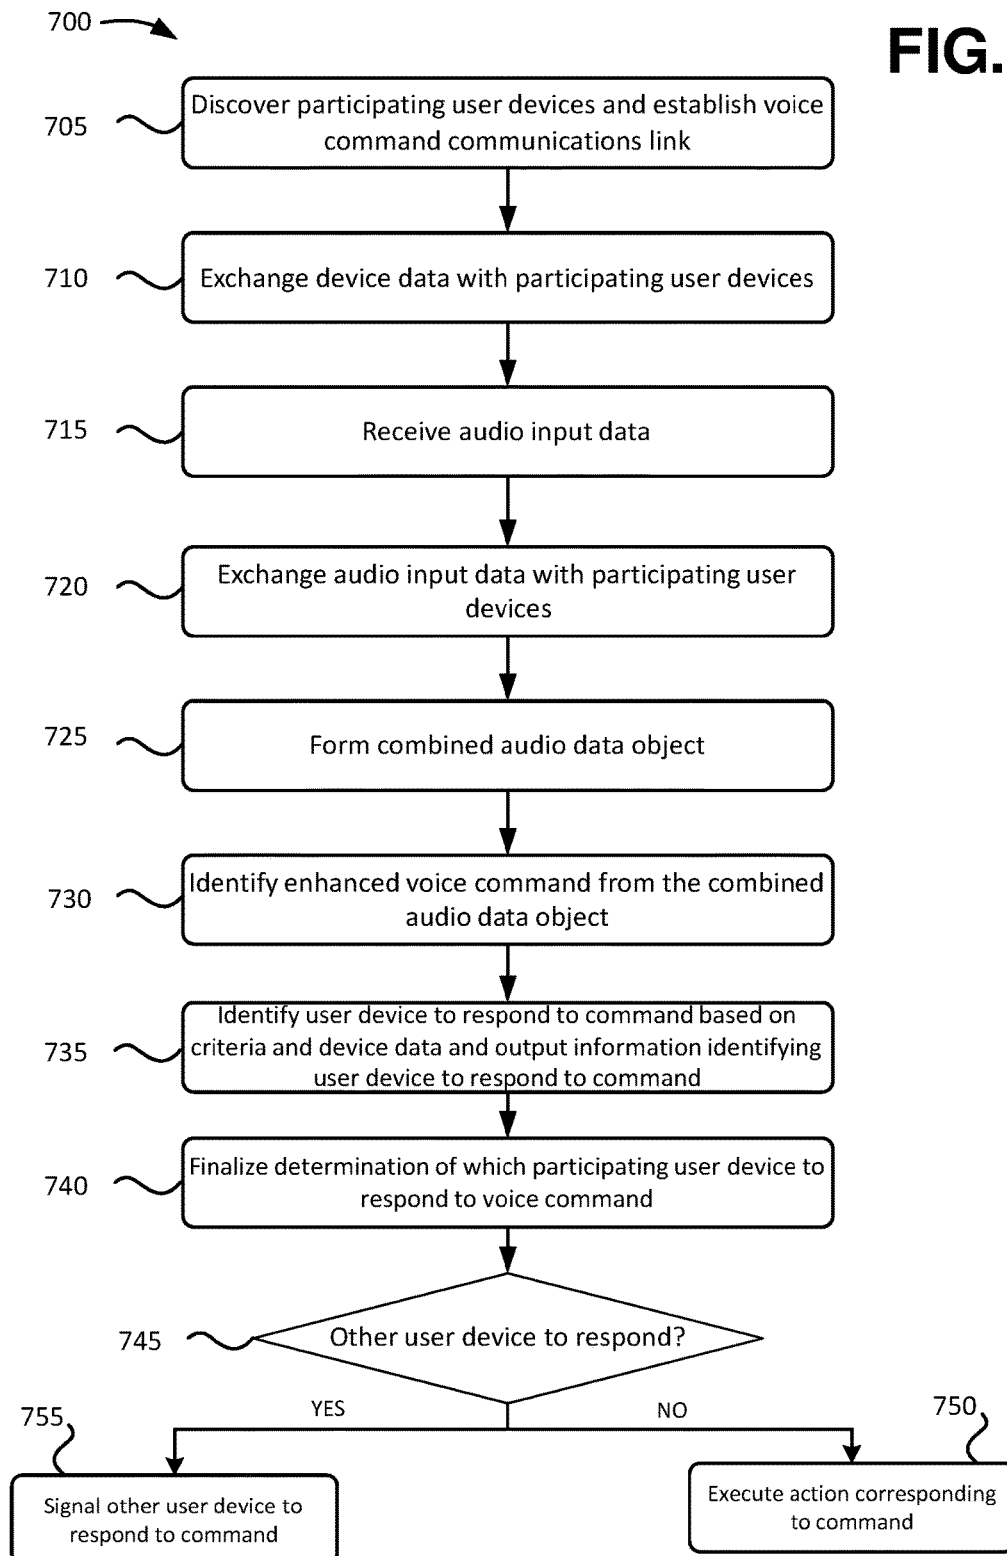 700
FIG.
705
Discover participating user devices and establish voice
command communications link
710
Exchange device data with participating user devices
715
Receive audio input data
720
Exchange audio input data with participating user
devices
725
Form combined audio data object
730
Identify enhanced voice command from the combined
audio data object
735
Identify user device to respond to command based on
criteria and device data and output information identifying
user device to respond to command
740
Finalize determination of which participating user device to
respond to voice command
745
Other user device to respond?
YES
NO
755
Signal other user device to
respond to command
750
Execute action corresponding
to command